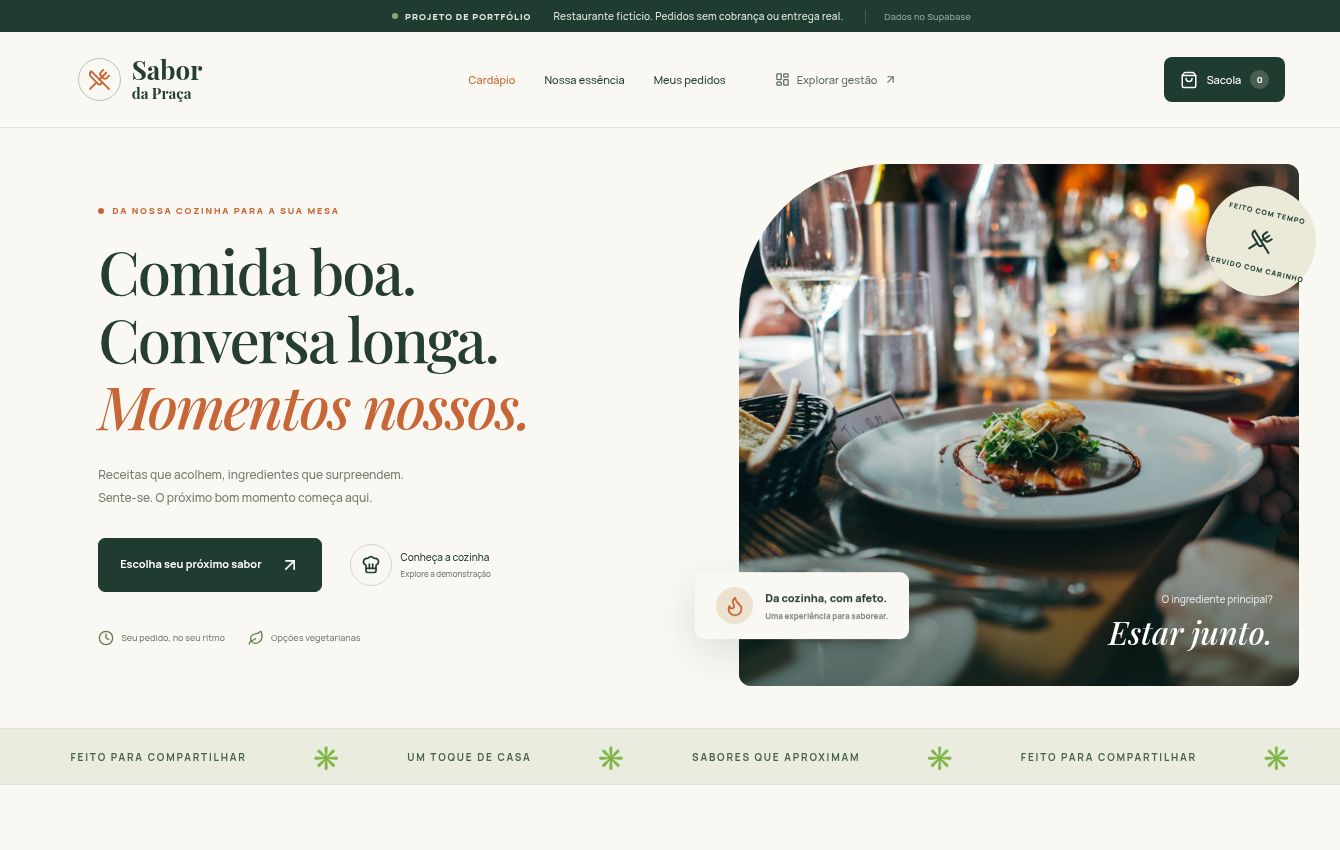 PROJETO DE PORTFÓLIO Restaurante fictício. Pedidos sem cobrança ou entrega real. Dados no Supabase
Sabor
da Praça
Cardápio Nossa essência Meus pedidos Explorar gestão Sacola 0
DA NOSSA COZINHA PARA A SUA MESA
Comida boa.
Conversa longa.
Momentos nossos.
Receitas que acolhem, ingredientes que surpreendem.
Sente-se. O próximo bom momento começa aqui.
Escolha seu próximo sabor
Conheça a cozinha
Explore a demonstração
Seu pedido, no seu ritmo Opções vegetarianas
FEITO COM TEMPO
SERVIDO COM CARINHO
Da cozinha, com afeto.
Uma experiência para saborear.
O ingrediente principal?
Estar junto.
FEITO PARA COMPARTILHAR UM TOQUE DE CASA SABORES QUE APROXIMAM FEITO PARA COMPARTILHAR